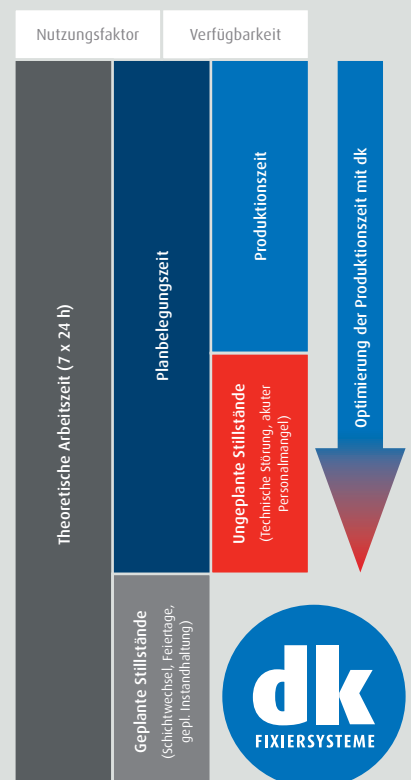 Nutzungsfaktor
Verfügbarkeit
Theoretische Arbeitszeit (7 x 24 h)
Planbelegungszeit
Produktionszeit
Ungeplante Stillstände
(Technische Störung, akuter
Personalmangel)
Geplante Stillstände
(Schichtwechsel, Feiertage,
gepl. Instandhaltung)
Optimierung der Produktionszeit mit dk
dk
FIXIERSYSTEME